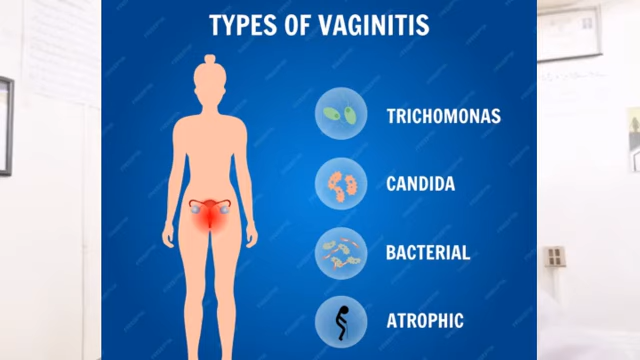 TYPES OF VAGINITIS
TRICHOMONAS
CANDIDA
BACTERIAL
ATROPHIC